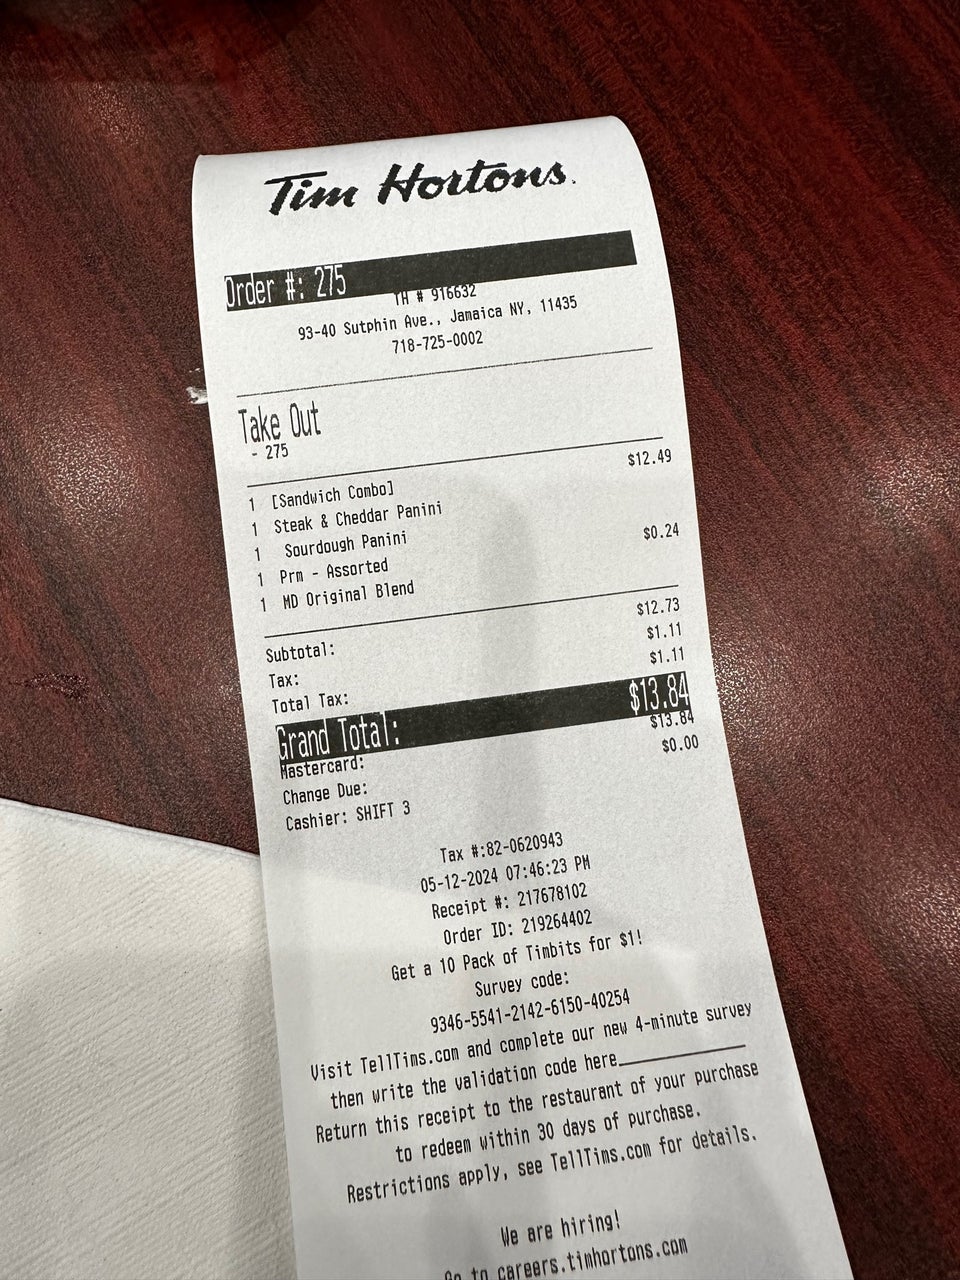 Tim Hortons.
Order #: 275
TH # 916632
93-40 Sutphin Ave., Jamaica NY, 11435
718-725-0002
Take Out
- 275
1 [Sandwich Combo] $12.49
1 Steak & Cheddar Panini
1 Sourdough Panini
1 Prm - Assorted $0.24
1 MD Original Blend
Subtotal: $12.73
Tax: $1.11
Total Tax: $1.11
Grand Total: $13.84
Mastercard: $13.84
Change Due: $0.00
Cashier: SHIFT 3
Tax #:82-0620943
05-12-2024 07:46:23 PM
Receipt #: 217678102
Order ID: 219264402
Get a 10 Pack of Timbits for $1!
Survey code:
9346-5541-2142-6150-40254
Visit TellTims.com and complete our new 4-minute survey
then write the validation code here
Return this receipt to the restaurant of your purchase
to redeem within 30 days of purchase.
Restrictions apply, see TellTims.com for details.
We are hiring!
Go to careers.timhortons.com